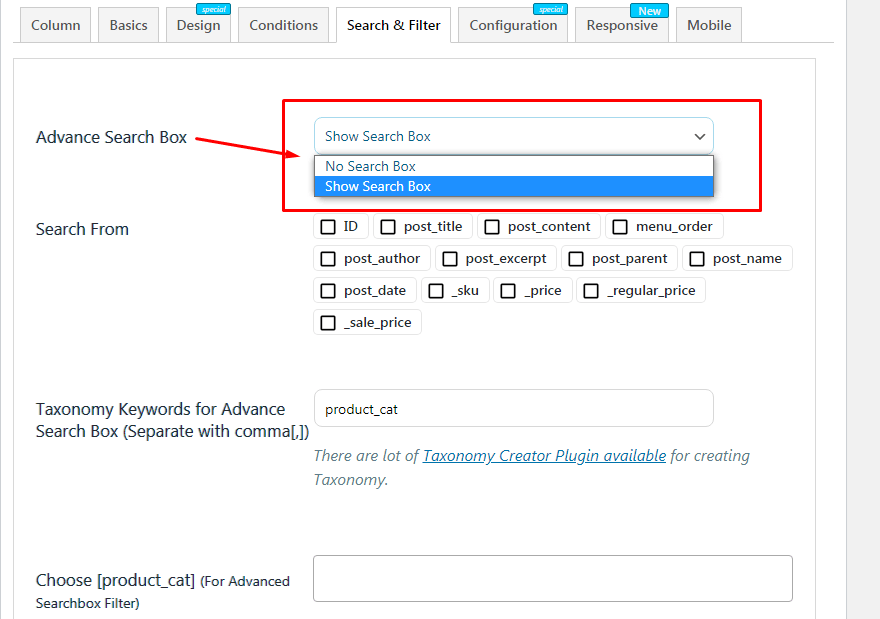 special special New
Column Basics Design Conditions Search & Filter Configuration Responsive Mobile
Advance Search Box
Show Search Box
No Search Box
Show Search Box
Search From
ID post_title post_content menu_order
post_author post_excerpt post_parent post_name
post_date _sku _price _regular_price
_sale_price
Taxonomy Keywords for Advance
Search Box (Separate with comma[,])
product_cat
There are lot of Taxonomy Creator Plugin available for creating
Taxonomy.
Choose [product_cat] (For Advanced
Searchbox Filter)